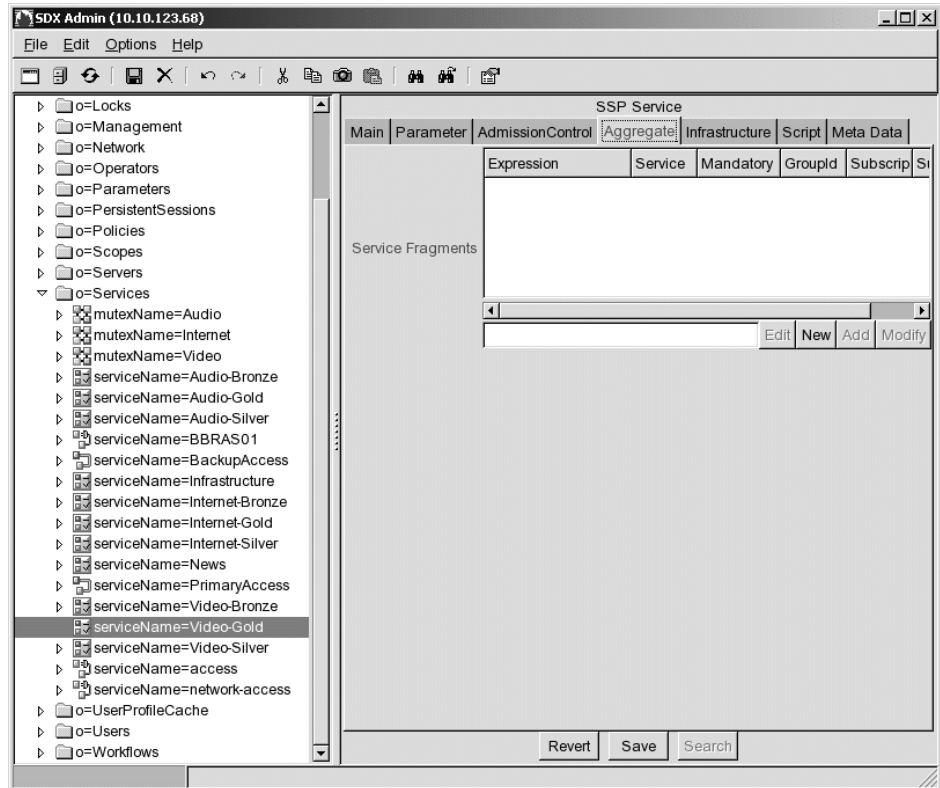 SDX Admin (10.10.123.68)
File Edit Options Help
o=Locks
o=Management
o=Network
o=Operators
o=Parameters
o=PersistentSessions
o=Policies
o=Scopes
o=Servers
o=Services
mutexName=Audio
mutexName=Internet
mutexName=Video
serviceName=Audio-Bronze
serviceName=Audio-Gold
serviceName=Audio-Silver
serviceName=BBRAS01
serviceName=BackupAccess
serviceName=Infrastructure
serviceName=Internet-Bronze
serviceName=Internet-Gold
serviceName=Internet-Silver
serviceName=News
serviceName=PrimaryAccess
serviceName=Video-Bronze
serviceName=Video-Gold
serviceName=Video-Silver
serviceName=access
serviceName=network-access
o=UserProfileCache
o=Users
o=Workflows
SSP Service
Main Parameter AdmissionControl Aggregate Infrastructure Script Meta Data
Expression Service Mandatory GroupId Subscrip Su
Service Fragments
Edit New Add Modify
Revert Save Search